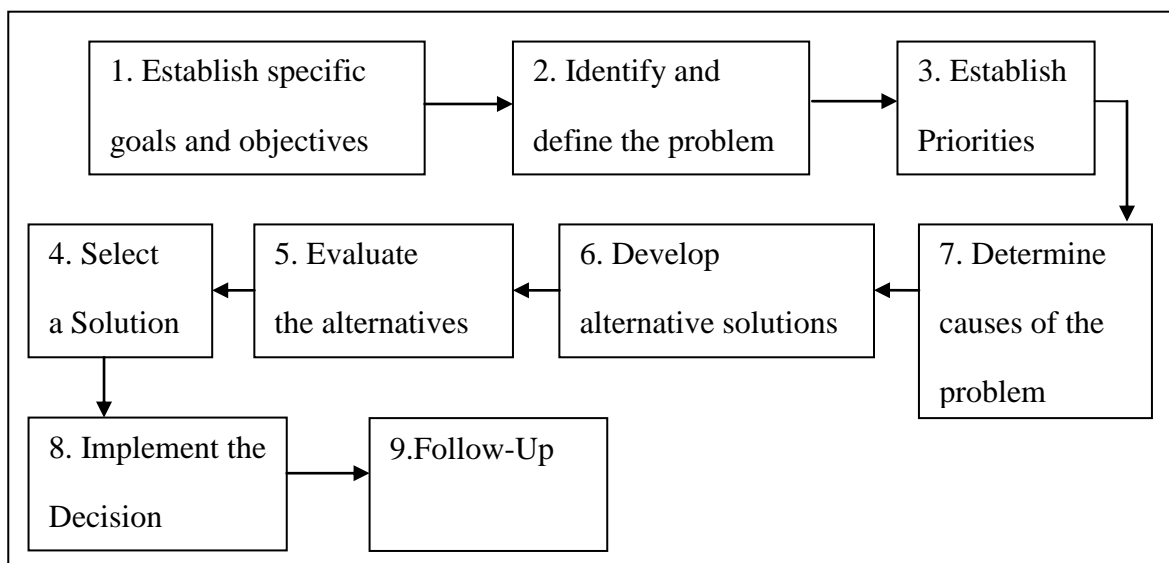 1. Establish specific
goals and objectives
2. Identify and
define the problem
3. Establish
Priorities
4. Select
a Solution
5. Evaluate
the alternatives
6. Develop
alternative solutions
7. Determine
causes of the
problem
8. Implement the
Decision
9.Follow-Up